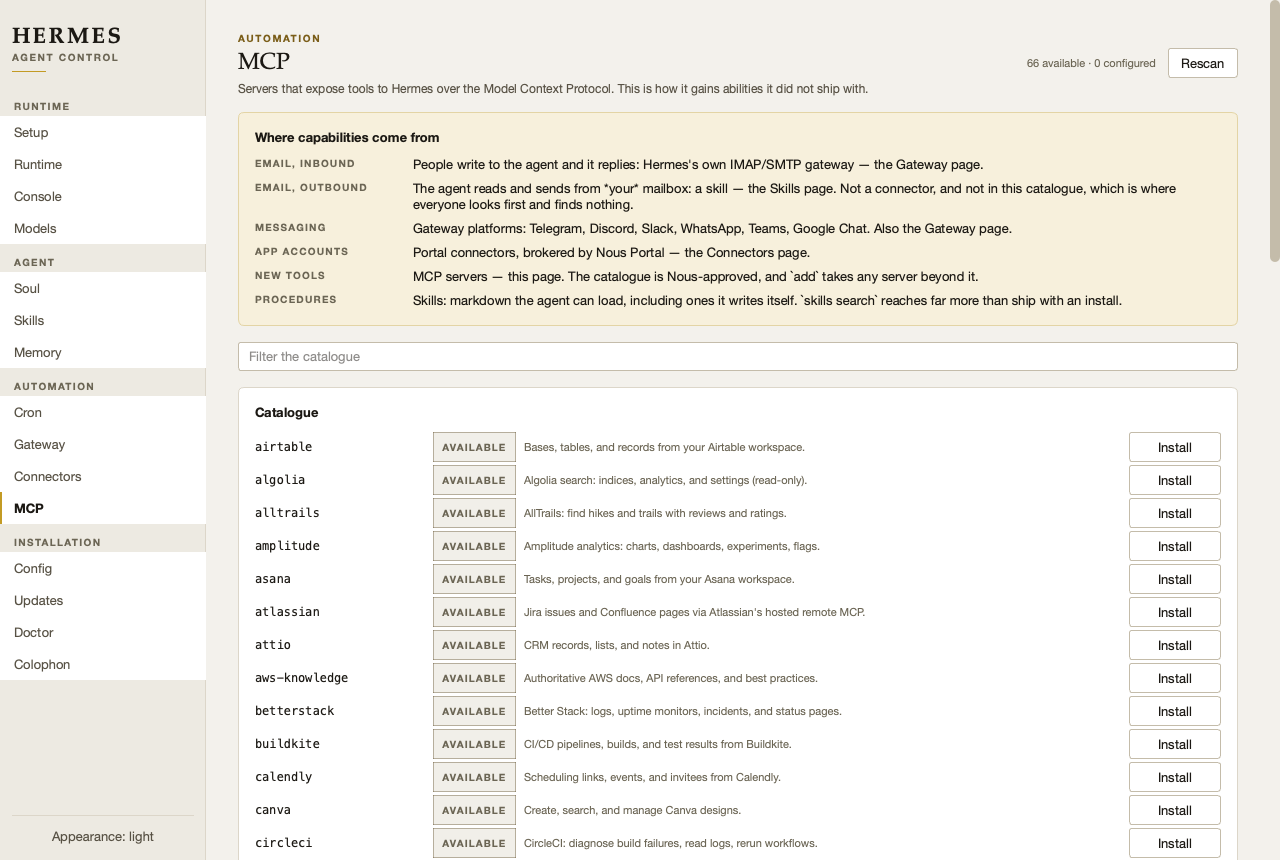 HERMES
AGENT CONTROL
RUNTIME
Setup
Runtime
Console
Models
AGENT
Soul
Skills
Memory
AUTOMATION
Cron
Gateway
Connectors
MCP
INSTALLATION
Config
Updates
Doctor
Colophon
Appearance: light
AUTOMATION
MCP
66 available · 0 configured
Rescan
Servers that expose tools to Hermes over the Model Context Protocol. This is how it gains abilities it did not ship with.
Where capabilities come from
EMAIL, INBOUND People write to the agent and it replies: Hermes's own IMAP/SMTP gateway — the Gateway page.
EMAIL, OUTBOUND The agent reads and sends from *your* mailbox: a skill — the Skills page. Not a connector, and not in this catalogue, which is where
everyone looks first and finds nothing.
MESSAGING Gateway platforms: Telegram, Discord, Slack, WhatsApp, Teams, Google Chat. Also the Gateway page.
APP ACCOUNTS Portal connectors, brokered by Nous Portal — the Connectors page.
NEW TOOLS MCP servers — this page. The catalogue is Nous-approved, and `add` takes any server beyond it.
PROCEDURES Skills: markdown the agent can load, including ones it writes itself. `skills search` reaches far more than ship with an install.
Filter the catalogue
Catalogue
airtable AVAILABLE Bases, tables, and records from your Airtable workspace. Install
algolia AVAILABLE Algolia search: indices, analytics, and settings (read-only). Install
alltrails AVAILABLE AllTrails: find hikes and trails with reviews and ratings. Install
amplitude AVAILABLE Amplitude analytics: charts, dashboards, experiments, flags. Install
asana AVAILABLE Tasks, projects, and goals from your Asana workspace. Install
atlassian AVAILABLE Jira issues and Confluence pages via Atlassian's hosted remote MCP. Install
attio AVAILABLE CRM records, lists, and notes in Attio. Install
aws-knowledge AVAILABLE Authoritative AWS docs, API references, and best practices. Install
betterstack AVAILABLE Better Stack: logs, uptime monitors, incidents, and status pages. Install
buildkite AVAILABLE CI/CD pipelines, builds, and test results from Buildkite. Install
calendly AVAILABLE Scheduling links, events, and invitees from Calendly. Install
canva AVAILABLE Create, search, and manage Canva designs. Install
circleci AVAILABLE CircleCI: diagnose build failures, read logs, rerun workflows. Install